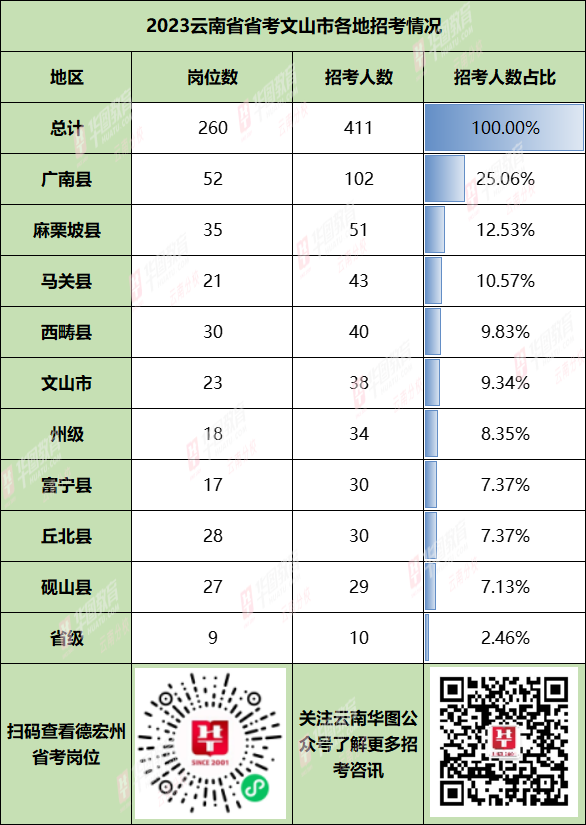 2023云南省省考文山市各地招考情况
地区 岗位数 招考人数 招考人数占比
总计 260 411 100.00%
广南县 52 102 25.06%
麻栗坡县 35 51 12.53%
马关县 21 43 10.57%
西畴县 30 40 9.83%
文山市 23 38 9.34%
州级 18 34 8.35%
富宁县 17 30 7.37%
丘北县 28 30 7.37%
砚山县 27 29 7.13%
省级 9 10 2.46%
扫码查看德宏州
省考岗位
SINCE 2001
关注云南华图公
众号了解更多招
考咨讯
华图教育